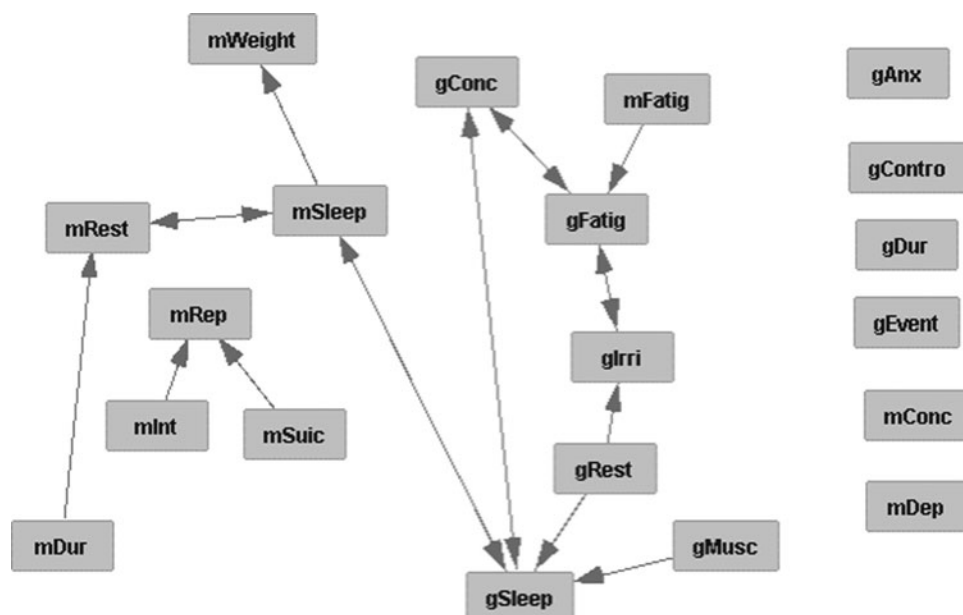 mWeight
gConc
mFatig
gAnx
gContro
mRest
mSleep
gFatig
gDur
mRep
gEvent
gIrri
mInt
mSuic
mConc
gRest
mDep
mDur
gMusc
gSleep